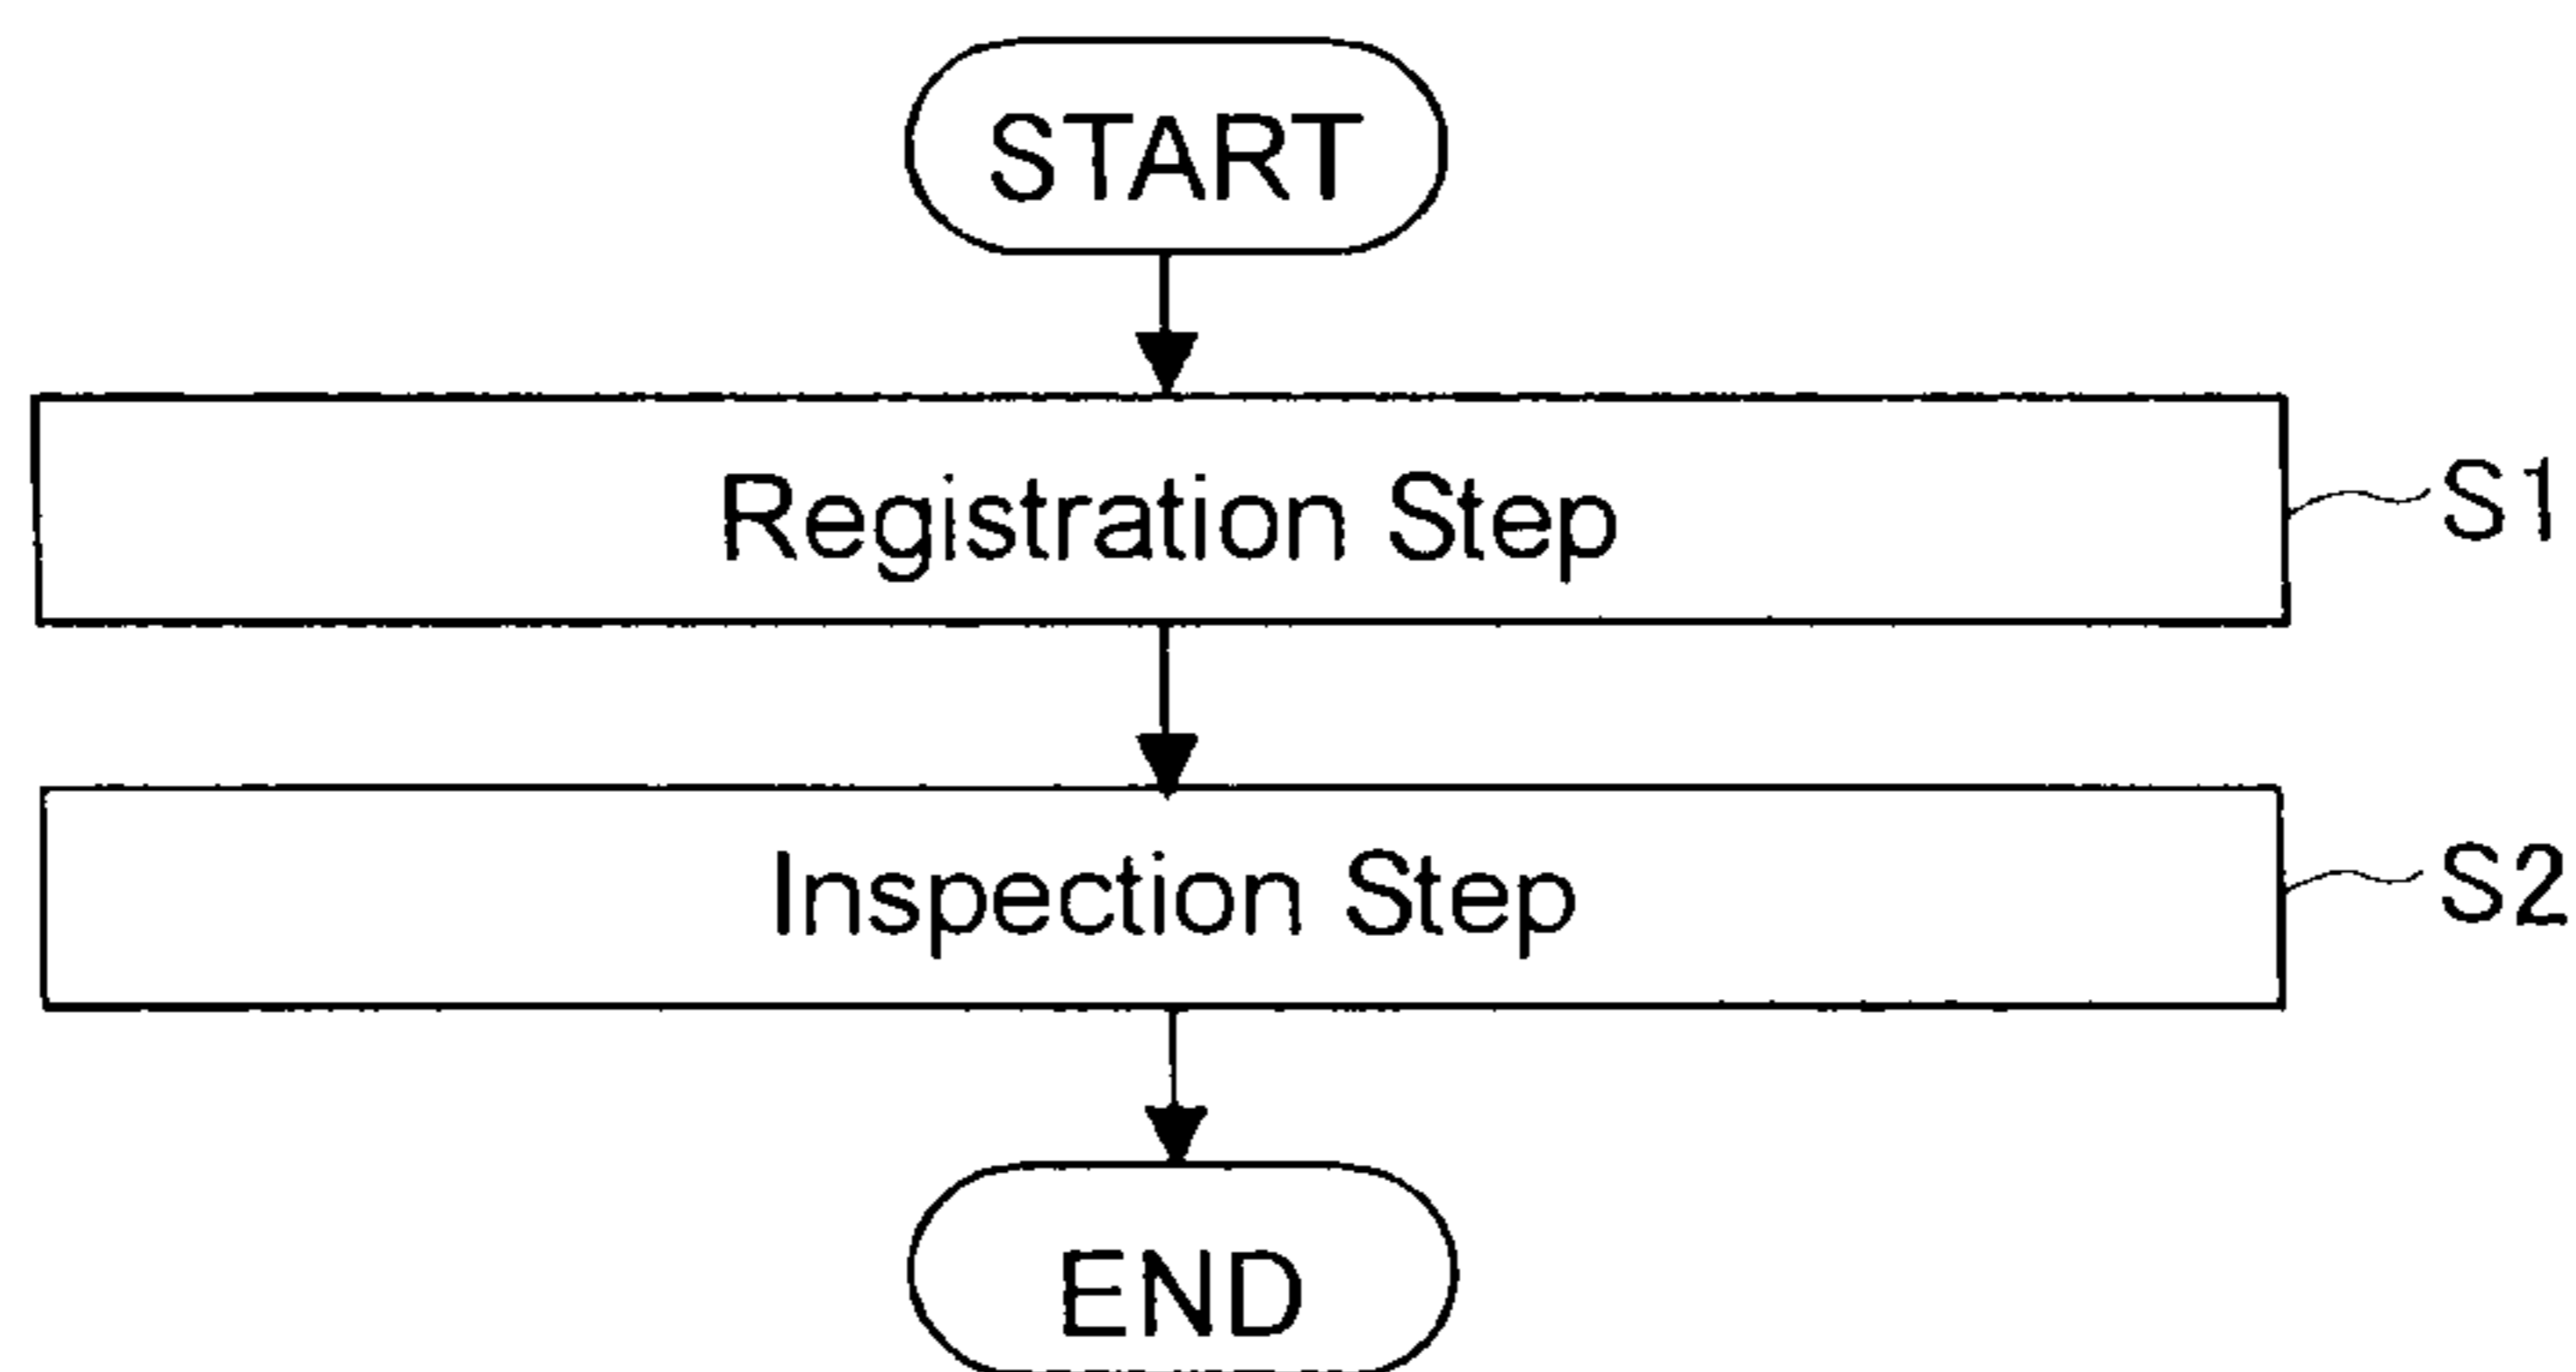 START
Registration Step
S1
Inspection Step
S2
END